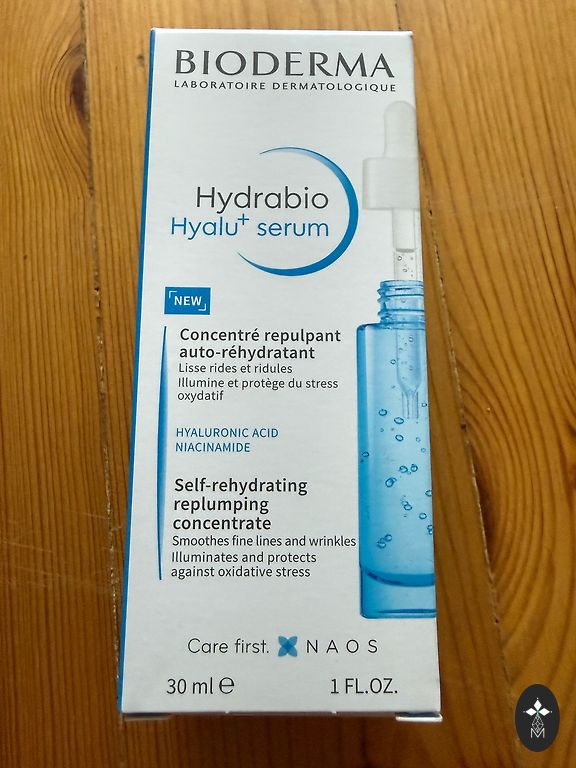 BIODERMA
LABORATOIRE DERMATOLOGIQUE
Hydrabio
Hyalu+ serum
NEW
Concentré repulpant
auto-réhydratant
Lisse rides et ridules
Illumine et protège du stress
oxydatif
HYALURONIC ACID
NIACINAMIDE
Self-rehydrating
replumping
concentrate
Smoothes fine lines and wrinkles
Illuminates and protects
against oxidative stress
Care first. NAOS
30 ml ℮ 1 FL.OZ.
M